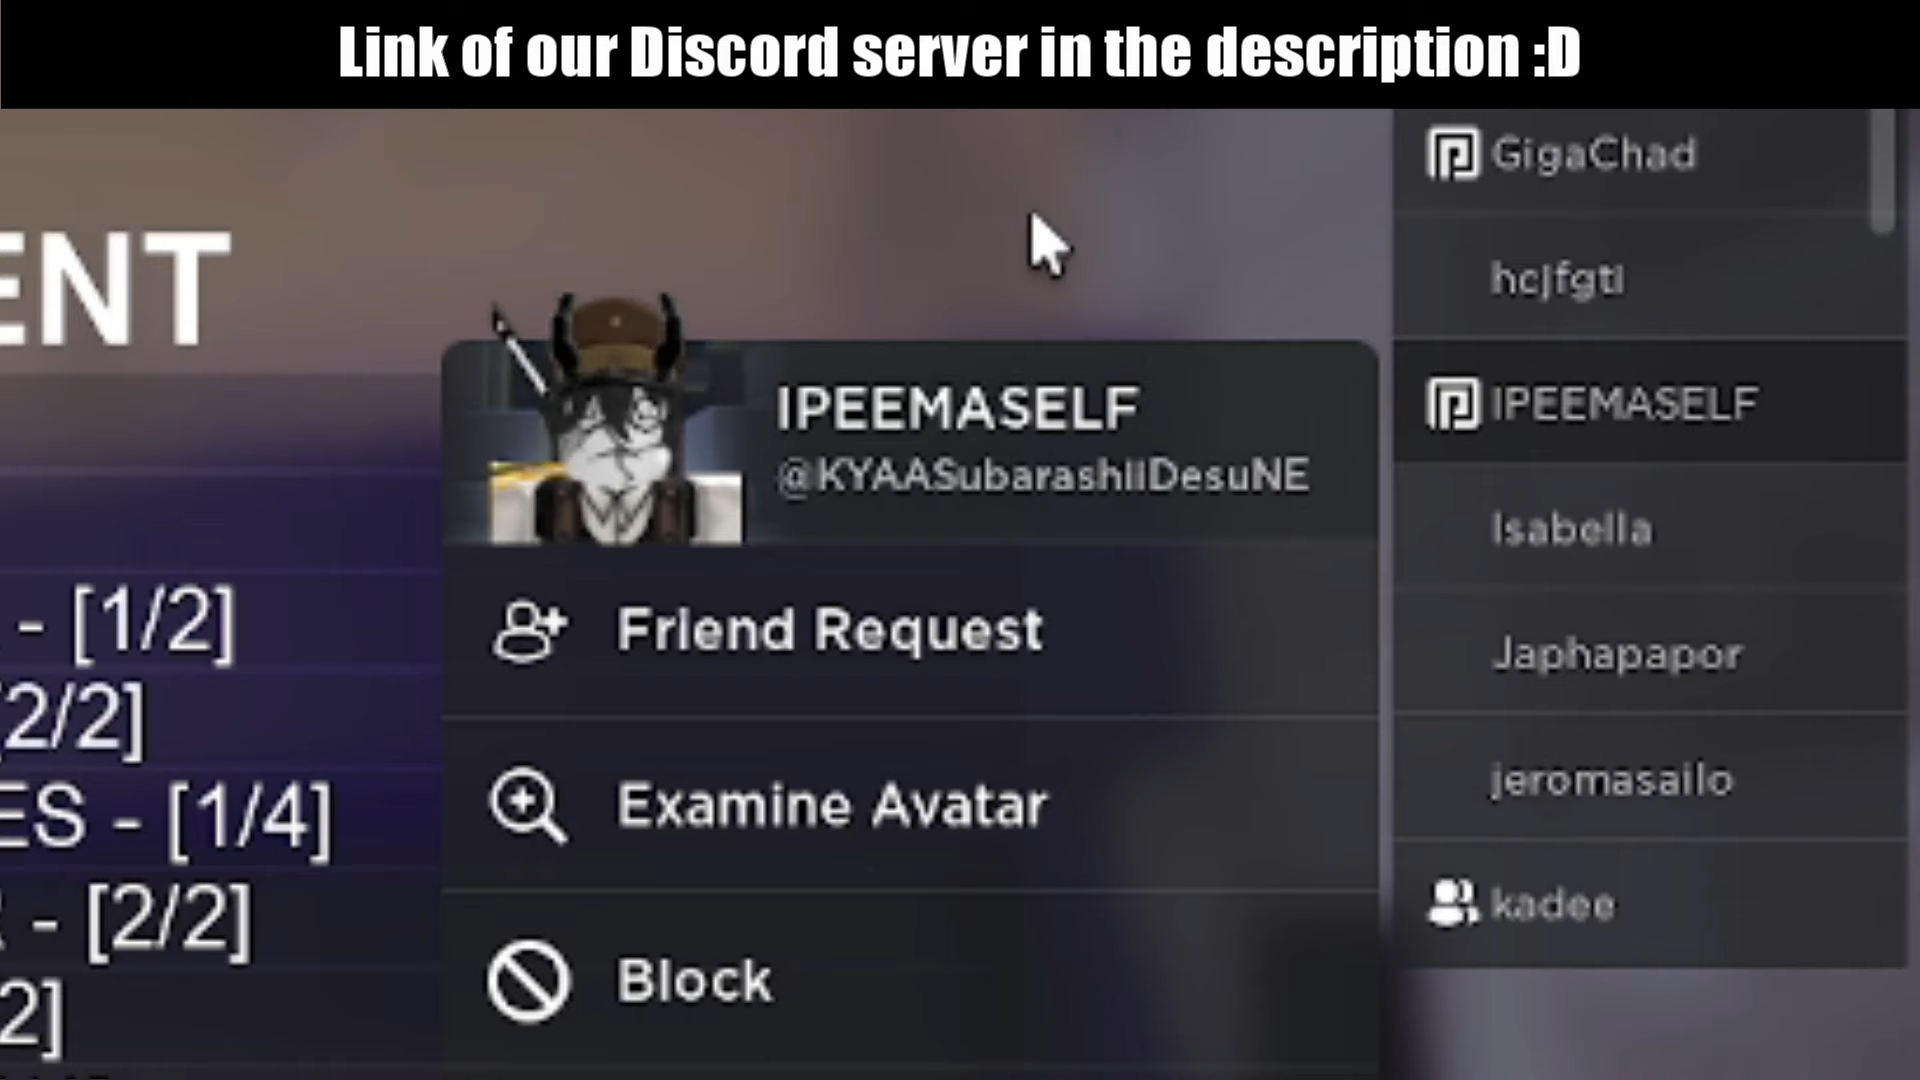 Link of our Discord server in the description :D
ENT
- [1/2]
[2/2]
ES - [1/4]
R - [2/2]
2]
IPEEMASELF
@KYAASubarashiiDesuNE
Friend Request
Examine Avatar
Block
GigaChad
hcjfgti
IPEEMASELF
Isabella
Japhapapor
jeromasailo
kadee